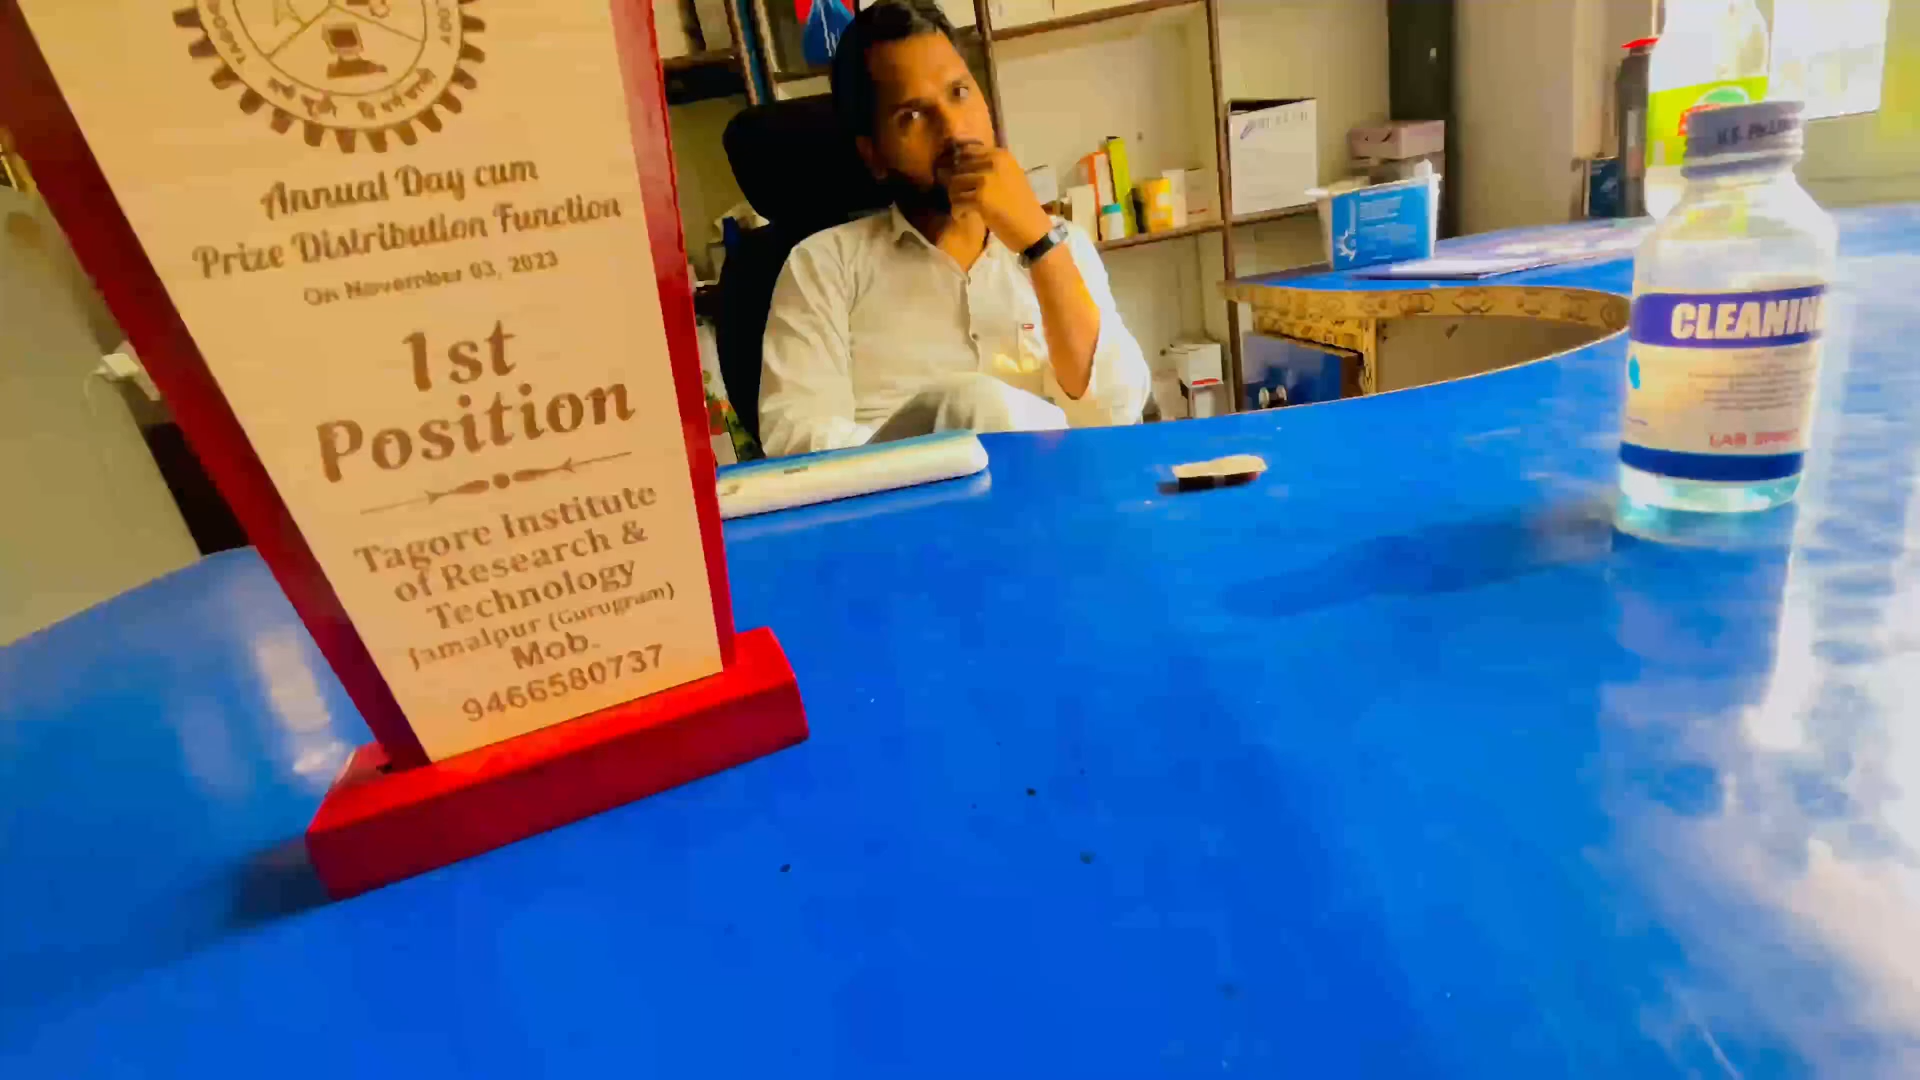 Annual Day cum
Prize Distribution Function
On November 03, 2023
1st
Position
Tagore Institute
of Research &
Technology
Jamalpur (Gurugram)
Mob.
9466580737
CLEANIN
LAB